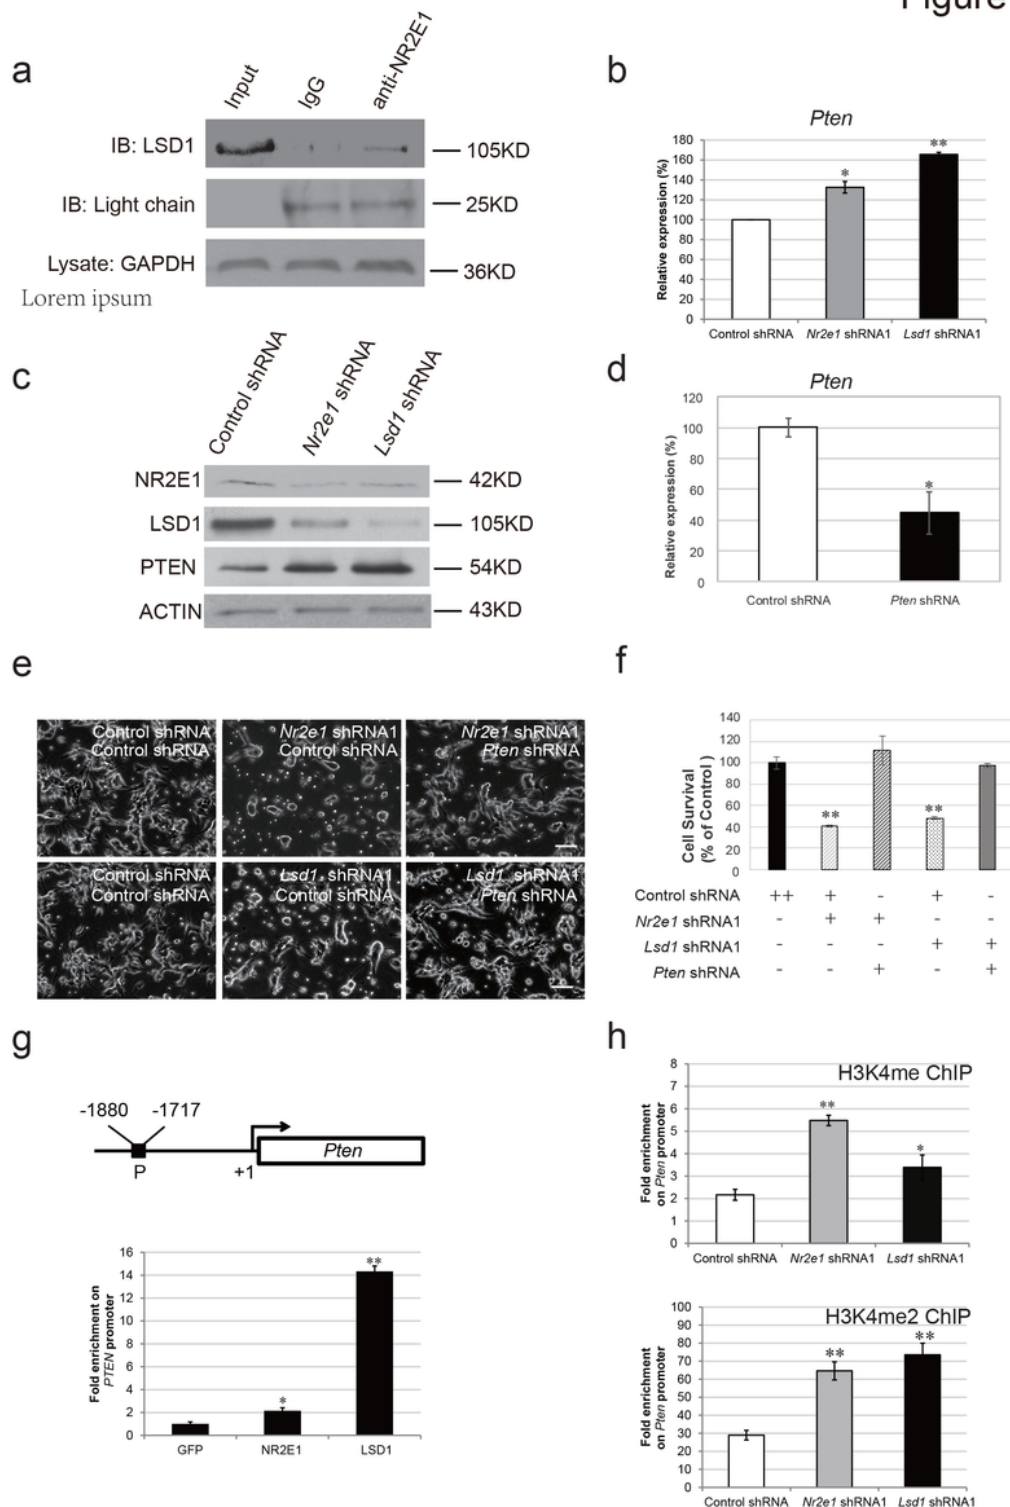 Figure
a
Input
IgG
anti-NR2E1
IB: LSD1
105KD
IB: Light chain
25KD
Lysate: GAPDH
36KD
Lorem ipsum
b
Pten
Relative expression (%)
180
160
140
120
100
80
60
40
20
0
*
**
Control shRNA Nr2e1 shRNA1 Lsd1 shRNA1
c
Control shRNA
Nr2e1 shRNA
Lsd1 shRNA
NR2E1
42KD
LSD1
105KD
PTEN
54KD
ACTIN
43KD
d
Pten
Relative expression (%)
120
100
80
60
40
20
0
*
Control shRNA Pten shRNA
e
Control shRNA
Control shRNA
Nr2e1 shRNA1
Control shRNA
Nr2e1 shRNA1
Pten shRNA
Control shRNA
Control shRNA
Lsd1 shRNA1
Control shRNA
Lsd1 shRNA1
Pten shRNA
f
Cell Survival
(% of Control )
140
120
100
80
60
40
20
0
**
**
Control shRNA ++ + - + -
Nr2e1 shRNA1 - + + - -
Lsd1 shRNA1 - - - + +
Pten shRNA - - + - +
g
-1880 -1717
P
+1
Pten
Fold enrichment on
PTEN promoter
16
14
12
10
8
6
4
2
0
*
**
GFP NR2E1 LSD1
h
H3K4me ChIP
Fold enrichment
on Pten promoter
8
7
6
5
4
3
2
1
0
**
*
Control shRNA Nr2e1 shRNA1 Lsd1 shRNA1
H3K4me2 ChIP
Fold enrichment
on Pten promoter
100
90
80
70
60
50
40
30
20
10
0
**
**
Control shRNA Nr2e1 shRNA1 Lsd1 shRNA1